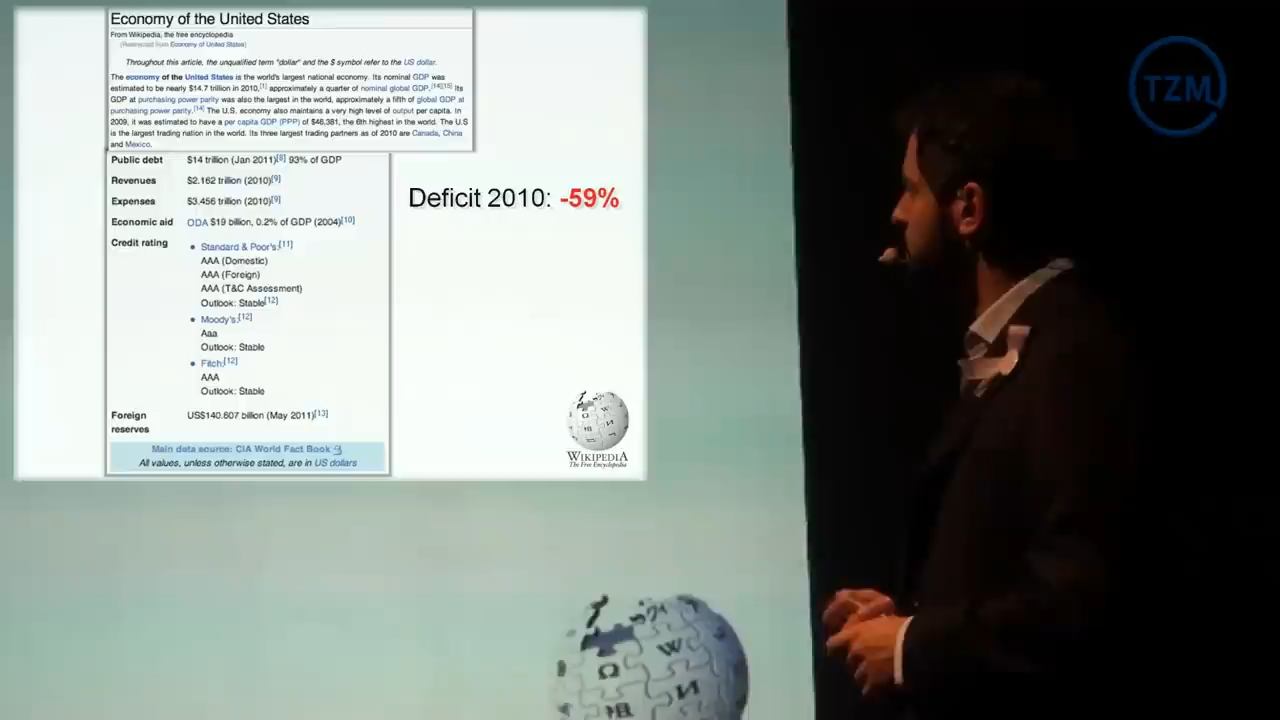 Economy of the United States
From Wikipedia, the free encyclopedia
(Redirected from Economy of United States)
Throughout this article, the unqualified term "dollar" and the $ symbol refer to the US dollar.
The economy of the United States is the world's largest national economy. Its nominal GDP was
estimated to be nearly $14.7 trillion in 2010,[1] approximately a quarter of nominal global GDP.[14][15] Its
GDP at purchasing power parity was also the largest in the world, approximately a fifth of global GDP at
purchasing power parity.[14] The U.S. economy also maintains a very high level of output per capita. In
2009, it was estimated to have a per capita GDP (PPP) of $46,381, the 6th highest in the world. The U.S
is the largest trading nation in the world. Its three largest trading partners as of 2010 are Canada, China
and Mexico.
Public debt $14 trillion (Jan 2011)[8] 93% of GDP
Revenues $2.162 trillion (2010)[9]
Expenses $3.456 trillion (2010)[9]
Economic aid ODA $19 billion, 0.2% of GDP (2004)[10]
Credit rating
• Standard & Poor's:[11]
AAA (Domestic)
AAA (Foreign)
AAA (T&C Assessment)
Outlook: Stable[12]
• Moody's:[12]
Aaa
Outlook: Stable
• Fitch:[12]
AAA
Outlook: Stable
Foreign reserves US$140.607 billion (May 2011)[13]
Main data source: CIA World Fact Book
All values, unless otherwise stated, are in US dollars
Deficit 2010: -59%
WIKIPEDIA
The Free Encyclopedia
TZM
Ω W
И